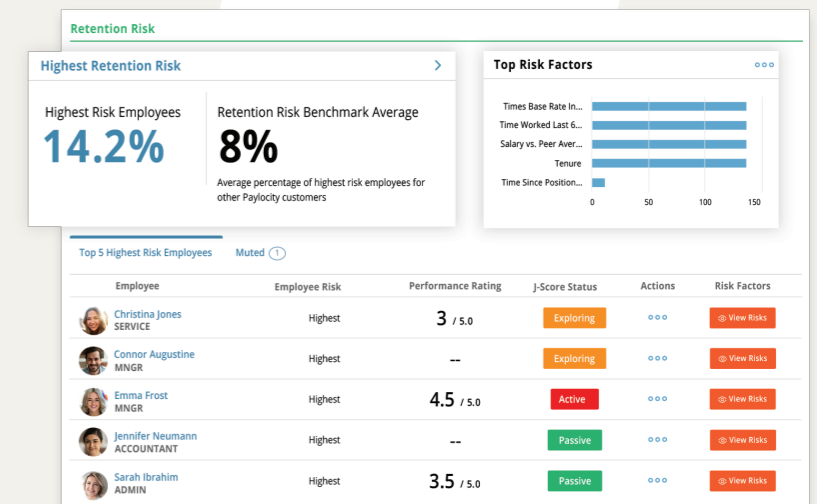 Retention Risk
Highest Retention Risk
Highest Risk Employees
14.2%
Retention Risk Benchmark Average
8%
Average percentage of highest risk employees for
other Paylocity customers
Top Risk Factors
Times Base Rate In...
Time Worked Last 6...
Salary vs. Peer Aver...
Tenure
Time Since Position...
0 50 100 150
Top 5 Highest Risk Employees Muted 1
Employee Employee Risk Performance Rating J-Score Status Actions Risk Factors
Christina Jones
SERVICE
Highest 3 / 5.0 Exploring View Risks
Connor Augustine
MNGR
Highest -- Exploring View Risks
Emma Frost
MNGR
Highest 4.5 / 5.0 Active View Risks
Jennifer Neumann
ACCOUNTANT
Highest -- Passive View Risks
Sarah Ibrahim
ADMIN
Highest 3.5 / 5.0 Passive View Risks